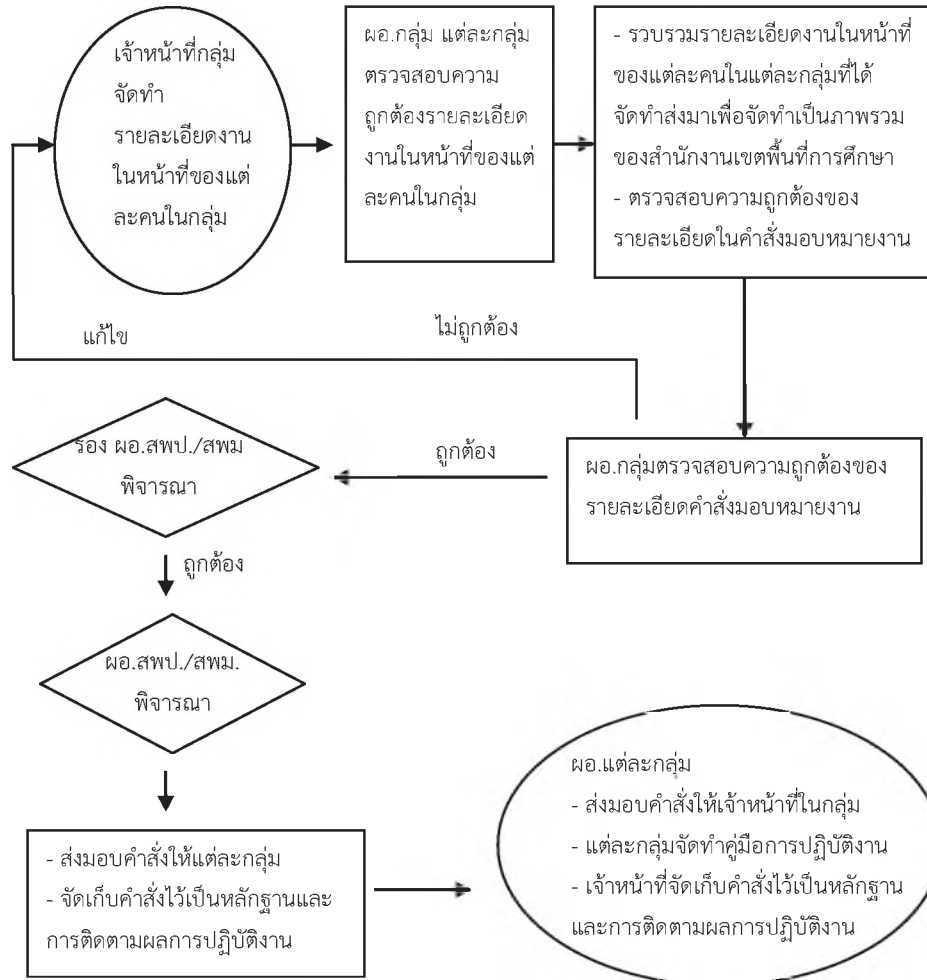 เจ้าหน้าที่กลุ่ม
จัดทำ
รายละเอียดงาน
ในหน้าที่ของแต่
ละคนในกลุ่ม
ผอ.กลุ่ม แต่ละกลุ่ม
ตรวจสอบความ
ถูกต้องรายละเอียด
งานในหน้าที่ของแต่
ละคนในกลุ่ม
- รวบรวมรายละเอียดงานในหน้าที่
ของแต่ละคนในแต่ละกลุ่มที่ได้
จัดทำส่งมาเพื่อจัดทำเป็นภาพรวม
ของสำนักงานเขตพื้นที่การศึกษา
- ตรวจสอบความถูกต้องของ
รายละเอียดในคำสั่งมอบหมายงาน
แก้ไข
ไม่ถูกต้อง
รอง ผอ.สพป./สพม
พิจารณา
ถูกต้อง
ผอ.กลุ่มตรวจสอบความถูกต้องของ
รายละเอียดคำสั่งมอบหมายงาน
ถูกต้อง
ผอ.สพป./สพม.
พิจารณา
- ส่งมอบคำสั่งให้แต่ละกลุ่ม
- จัดเก็บคำสั่งไว้เป็นหลักฐานและ
การติดตามผลการปฏิบัติงาน
ผอ.แต่ละกลุ่ม
- ส่งมอบคำสั่งให้เจ้าหน้าที่ในกลุ่ม
- แต่ละกลุ่มจัดทำคู่มือการปฏิบัติงาน
- เจ้าหน้าที่จัดเก็บคำสั่งไว้เป็นหลักฐาน
และการติดตามผลการปฏิบัติงาน